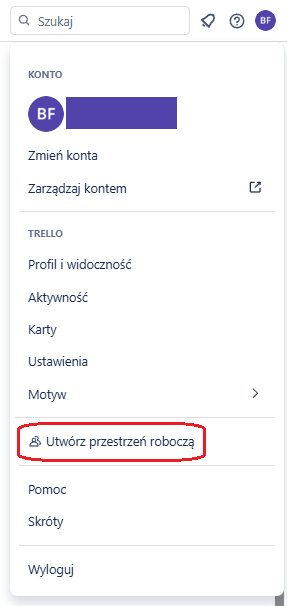 Szukaj
BF
KONTO
BF
Zmień konta
Zarządzaj kontem
TRELLO
Profil i widoczność
Aktywność
Karty
Ustawienia
Motyw
Utwórz przestrzeń roboczą
Pomoc
Skróty
Wyloguj